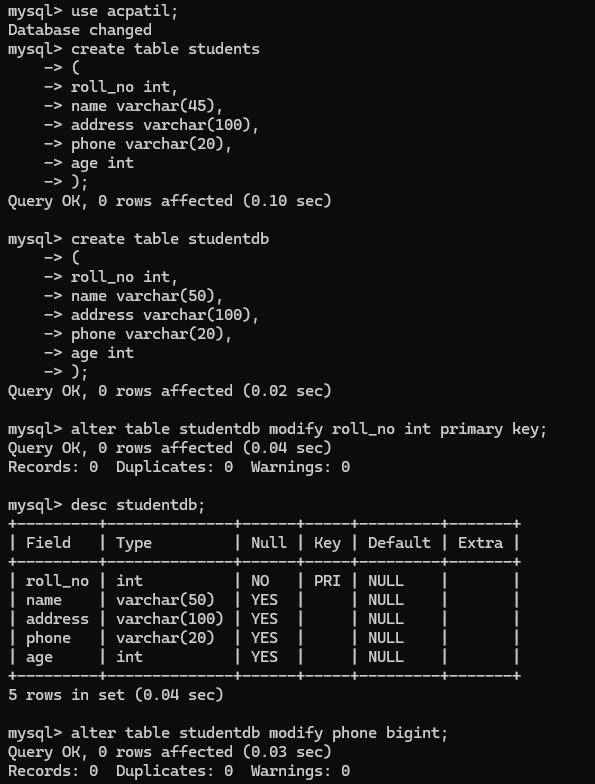 mysql> use acpatil;
Database changed
mysql> create table students
    -> (
    -> roll_no int,
    -> name varchar(45),
    -> address varchar(100),
    -> phone varchar(20),
    -> age int
    -> );
Query OK, 0 rows affected (0.10 sec)

mysql> create table studentdb
    -> (
    -> roll_no int,
    -> name varchar(50),
    -> address varchar(100),
    -> phone varchar(20),
    -> age int
    -> );
Query OK, 0 rows affected (0.02 sec)

mysql> alter table studentdb modify roll_no int primary key;
Query OK, 0 rows affected (0.04 sec)
Records: 0  Duplicates: 0  Warnings: 0

mysql> desc studentdb;
+---------+--------------+------+-----+---------+-------+
| Field   | Type         | Null | Key | Default | Extra |
+---------+--------------+------+-----+---------+-------+
| roll_no | int          | NO   | PRI | NULL    |       |
| name    | varchar(50)  | YES  |     | NULL    |       |
| address | varchar(100) | YES  |     | NULL    |       |
| phone   | varchar(20)  | YES  |     | NULL    |       |
| age     | int          | YES  |     | NULL    |       |
+---------+--------------+------+-----+---------+-------+
5 rows in set (0.04 sec)

mysql> alter table studentdb modify phone bigint;
Query OK, 0 rows affected (0.03 sec)
Records: 0  Duplicates: 0  Warnings: 0